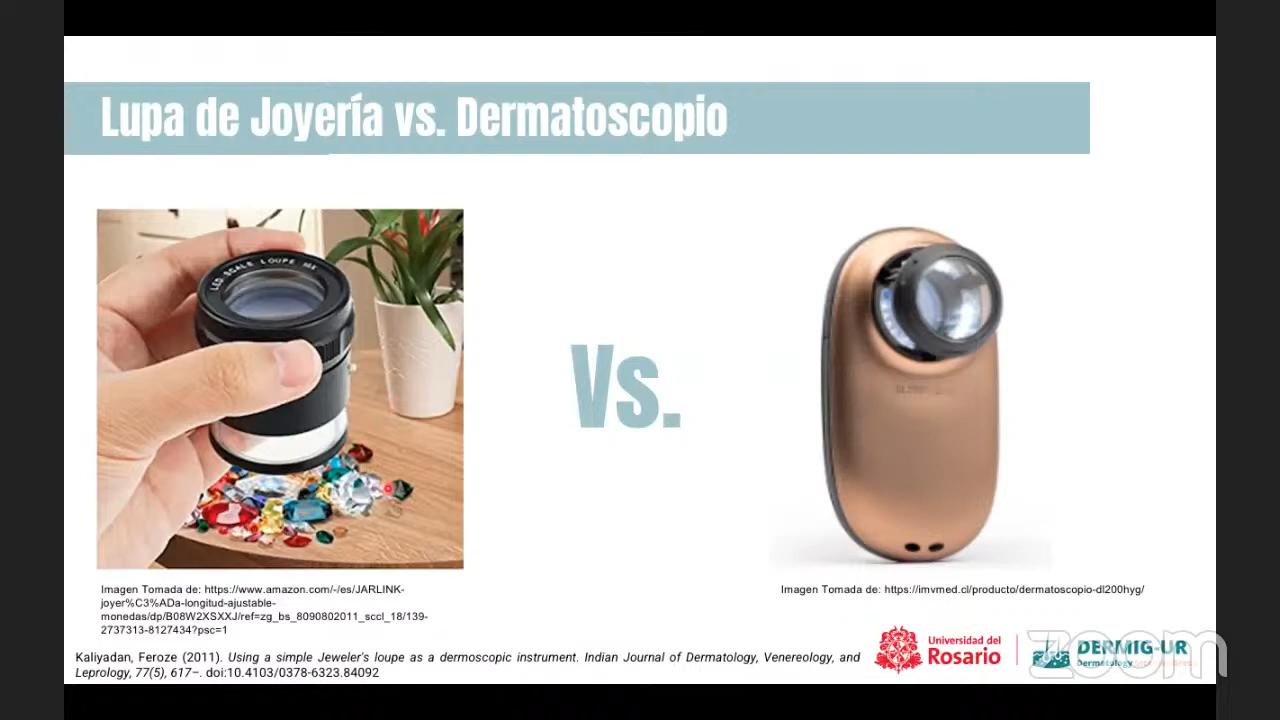 Lupa de Joyería vs. Dermatoscopio
LED SCALE LOUPE
Vs.
Imagen Tomada de: https://www.amazon.com/-/es/JARLINK-
joyer%C3%ADa-longitud-ajustable-
monedas/dp/B08W2XSXXJ/ref=zg_bs_8090802011_sccl_18/139-
2737313-8127434?psc=1
Imagen Tomada de: https://imvmed.cl/producto/dermatoscopio-dl200hyg/
Kaliyadan, Feroze (2011). Using a simple Jeweler's loupe as a dermoscopic instrument. Indian Journal of Dermatology, Venereology, and
Leprology, 77(5), 617–. doi:10.4103/0378-6323.84092
Universidad del
Rosario
DERMIG-UR
Dermatology
zoom